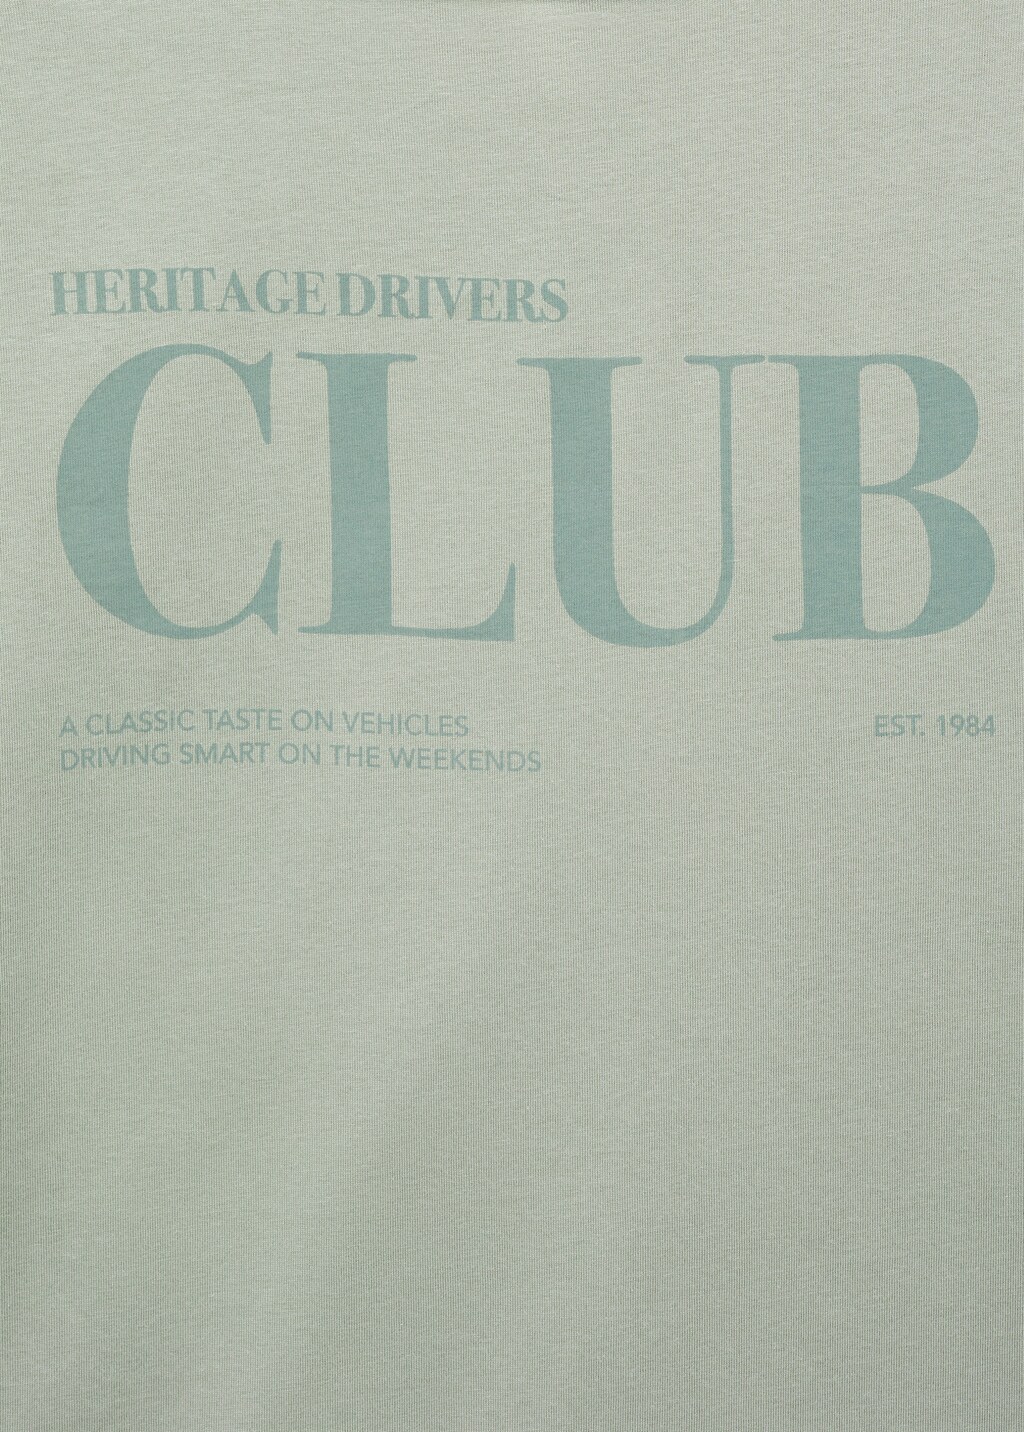 HERITAGE DRIVERS
CLUB
A CLASSIC TASTE ON VEHICLES
DRIVING SMART ON THE WEEKENDS
EST. 1984